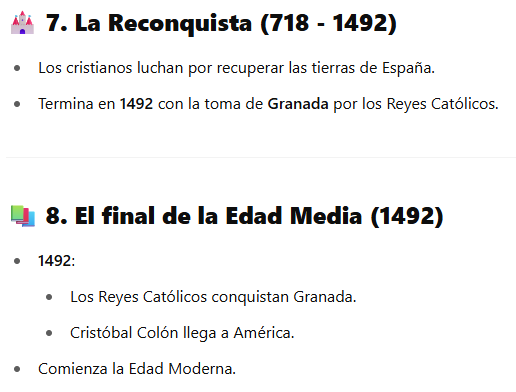 7. La Reconquista (718 - 1492)
Los cristianos luchan por recuperar las tierras de España.
Termina en 1492 con la toma de Granada por los Reyes Católicos.
8. El final de la Edad Media (1492)
1492:
Los Reyes Católicos conquistan Granada.
Cristóbal Colón llega a América.
Comienza la Edad Moderna.